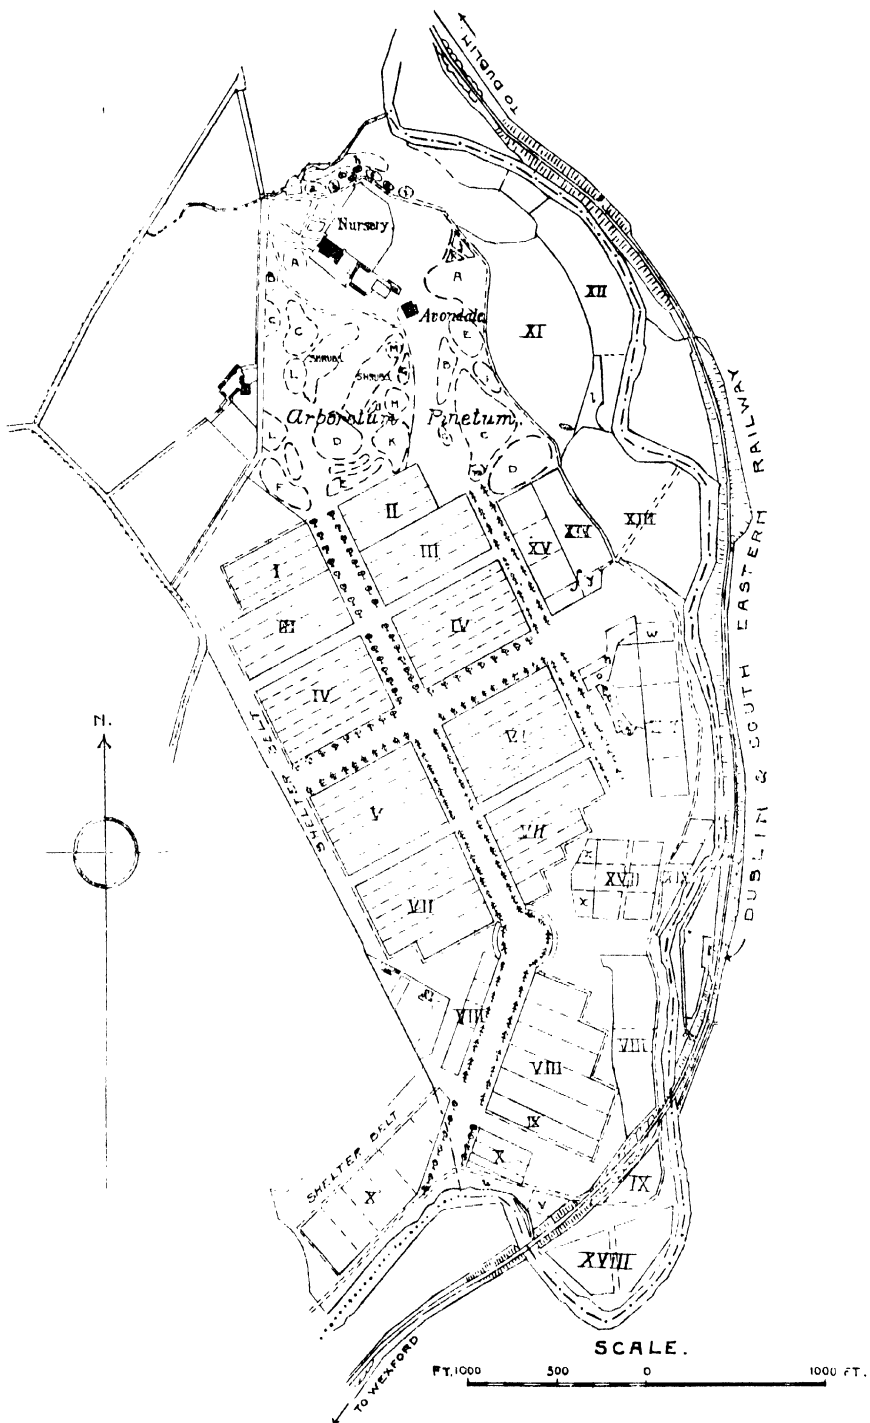 TO DUBLIN.
Nursery
A
A
B
XII
Avondale
XI
C
C
E
M
SHRUBS.
B
L
SHRUBS
M
Arboretum
Pinetum.
D
K
C
L
D
F
E
II
XIII
XIV
XV
III
I
III
IV
W
IV
N.
SHELTER BELT
VI
V
VII
X
XVII
XIX
X
VII
DUBLIN & SOUTH EASTERN RAILWAY
VIII
VIII
VIII
IX
X
SHELTER BELT
X
IX
V
XVIII
SCALE.
FT. 1000 500 0 1000 FT.
TO WEXFORD